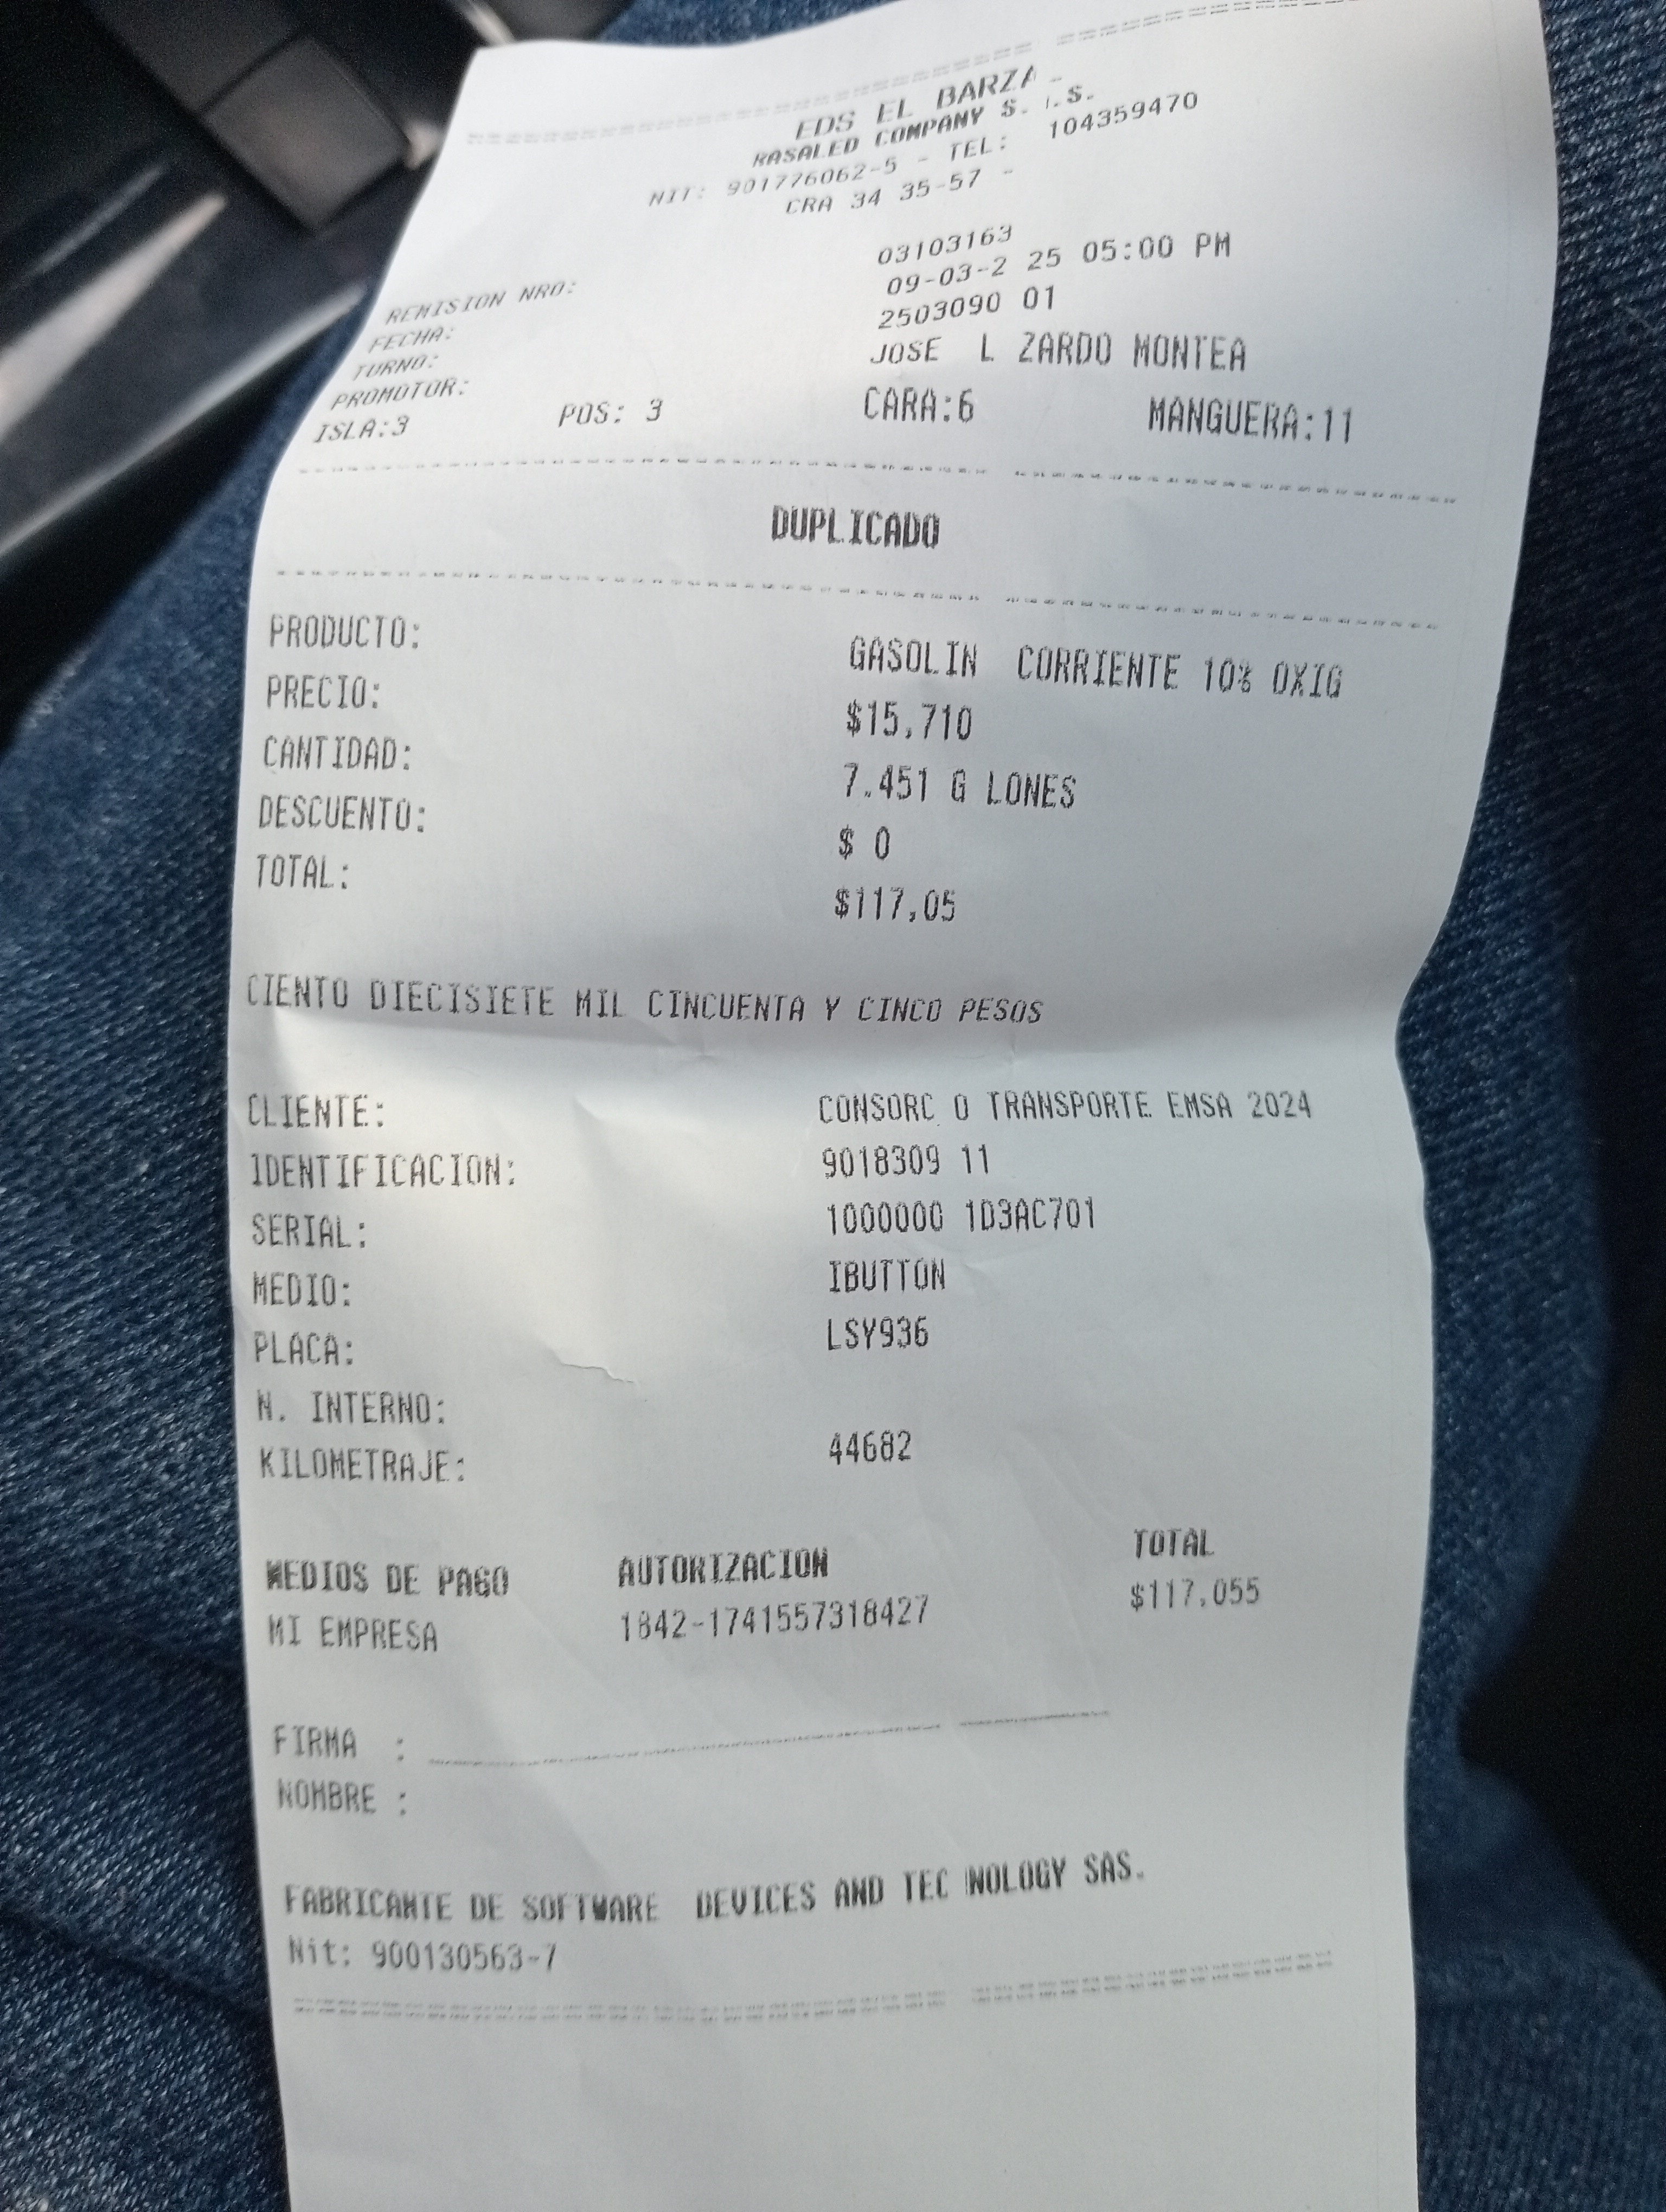 EDS EL BARZA -
RASALED COMPANY S. .S.
NIT: 901776062-5 - TEL: 104359470
CRA 34 35-57 -
REMISION NRO: 03103163
FECHA: 09-03-2 25 05:00 PM
TURNO: 2503090 01
PROMOTOR: JOSE L ZARDO MONTEA
ISLA:3 POS: 3 CARA:6 MANGUERA:11
DUPLICADO
PRODUCTO: GASOLIN CORRIENTE 10% OXIG
PRECIO: $15,710
CANTIDAD: 7.451 G LONES
DESCUENTO: $ 0
TOTAL: $117,05
CIENTO DIECISIETE MIL CINCUENTA Y CINCO PESOS
CLIENTE: CONSORC O TRANSPORTE EMSA 2024
IDENTIFICACION: 9018309 11
SERIAL: 1000000 1D3AC701
MEDIO: IBUTTON
PLACA: LSY936
N. INTERNO:
KILOMETRAJE: 44682
MEDIOS DE PAGO AUTORIZACION TOTAL
MI EMPRESA 1842-1741557318427 $117,055
FIRMA :
NOMBRE :
FABRICANTE DE SOFTWARE DEVICES AND TEC NOLOGY SAS.
Nit: 900130563-7